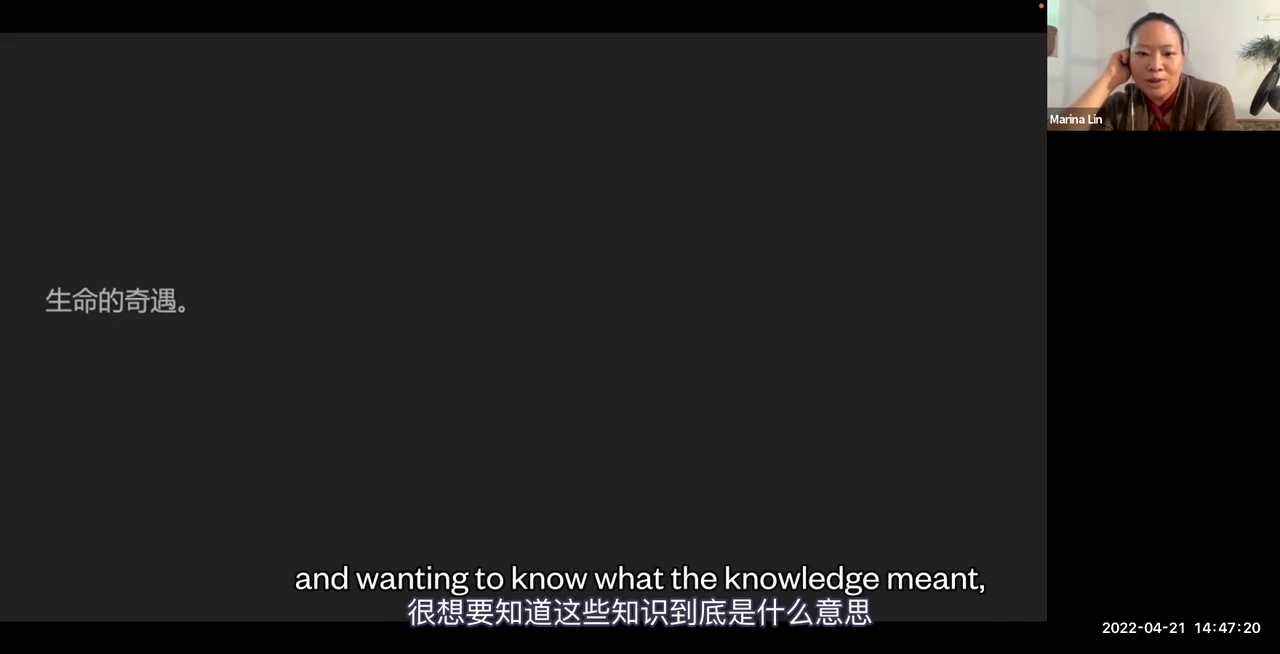 Marina Lin
生命的奇遇。
and wanting to know what the knowledge meant,
很想要知道这些知识到底是什么意思
2022-04-21 14:47:20